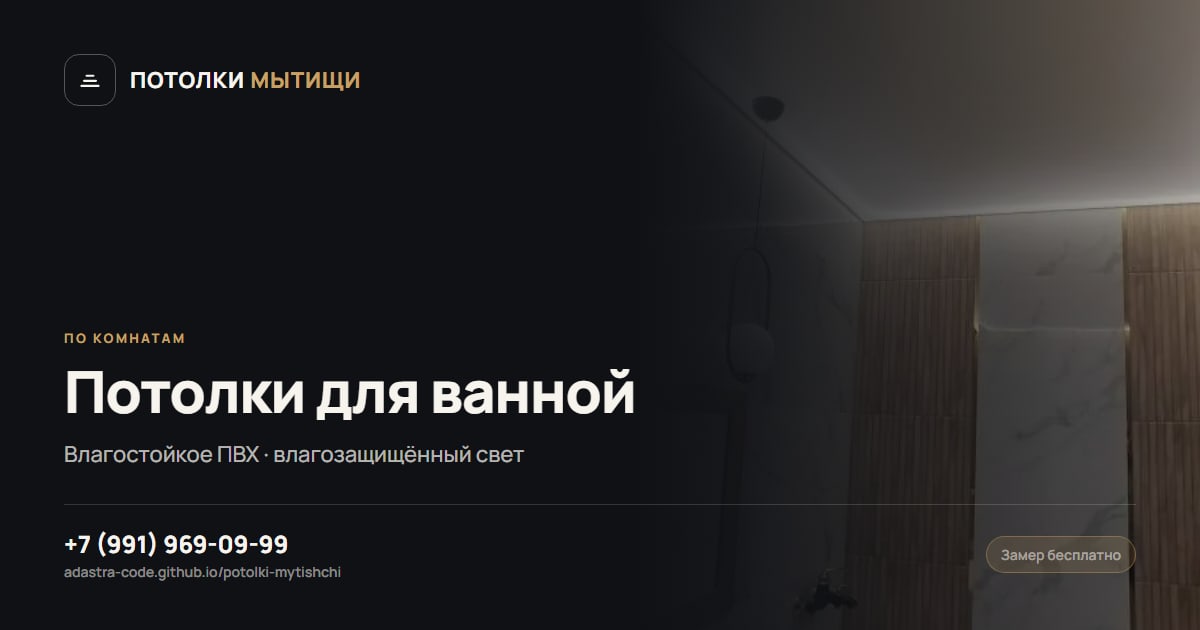 ПОТОЛКИ МЫТИЩИ
ПО КОМНАТАМ
Потолки для ванной
Влагостойкое ПВХ · влагозащищённый свет
+7 (991) 969-09-99
adastra-code.github.io/potolki-mytishchi
Замер бесплатно